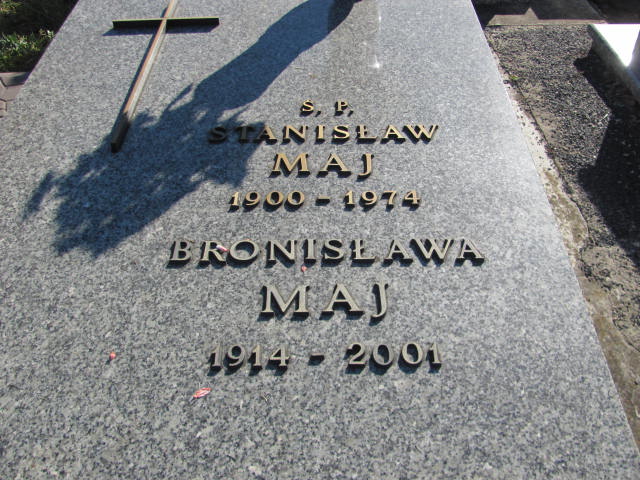 Ś. P.
STANISŁAW
MAJ
1900 - 1974
BRONISŁAWA
MAJ
1914 - 2001